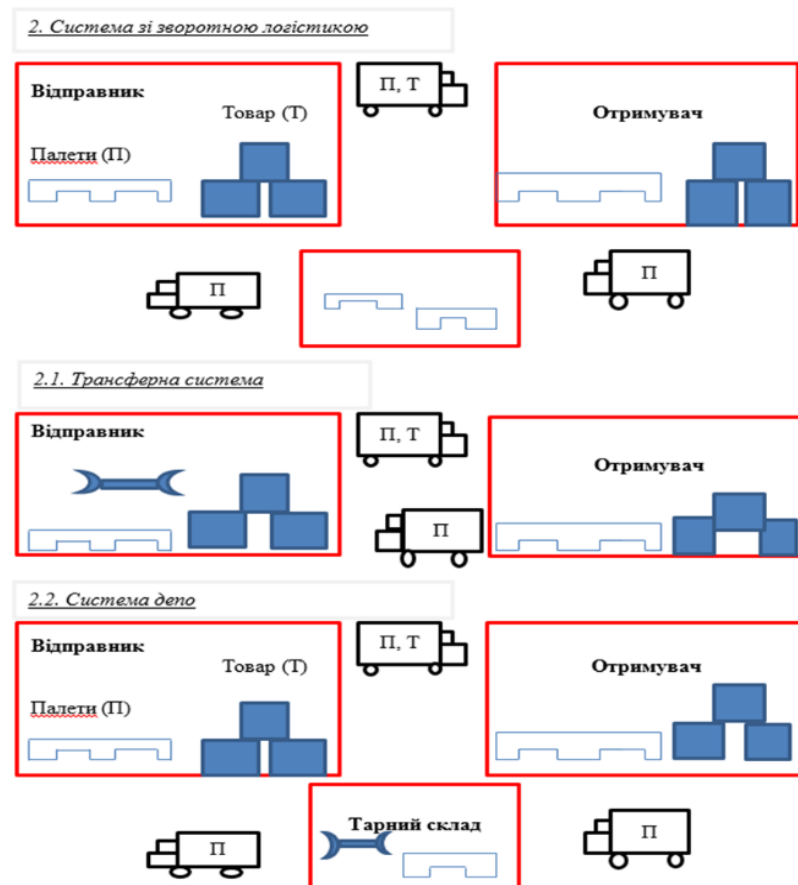 2. Система зі зворотною логістикою
Відправник
Товар (Т)
Палети (П)
П, Т
Отримувач
П
П
2.1. Трансферна система
Відправник
П, Т
П
Отримувач
2.2. Система депо
Відправник
Товар (Т)
Палети (П)
П, Т
Отримувач
П
Тарний склад
П